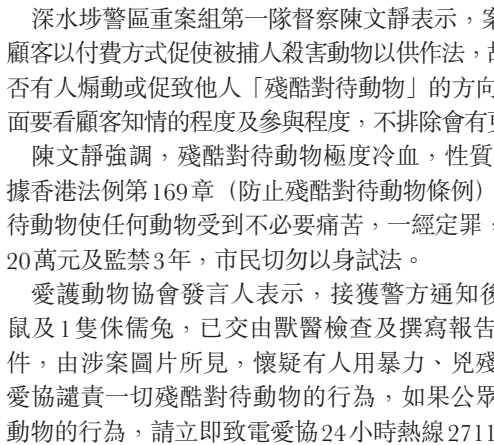 深水埗警區重案組第一隊督察陳文靜表示，案
顧客以付費方式促使被捕人殺害動物以供作法，故
否有人煽動或促致他人「殘酷對待動物」的方向
面要看顧客知情的程度及參與程度，不排除會有更
陳文靜強調，殘酷對待動物極度冷血，性質
據香港法例第169章（防止殘酷對待動物條例）
待動物使任何動物受到不必要痛苦，一經定罪，
20萬元及監禁3年，市民切勿以身試法。
愛護動物協會發言人表示，接獲警方通知後
鼠及1隻侏儒兔，已交由獸醫檢查及撰寫報告
件，由涉案圖片所見，懷疑有人用暴力、兇殘
愛協譴責一切殘酷對待動物的行為，如果公眾
動物的行為，請立即致電愛協24小時熱線2711